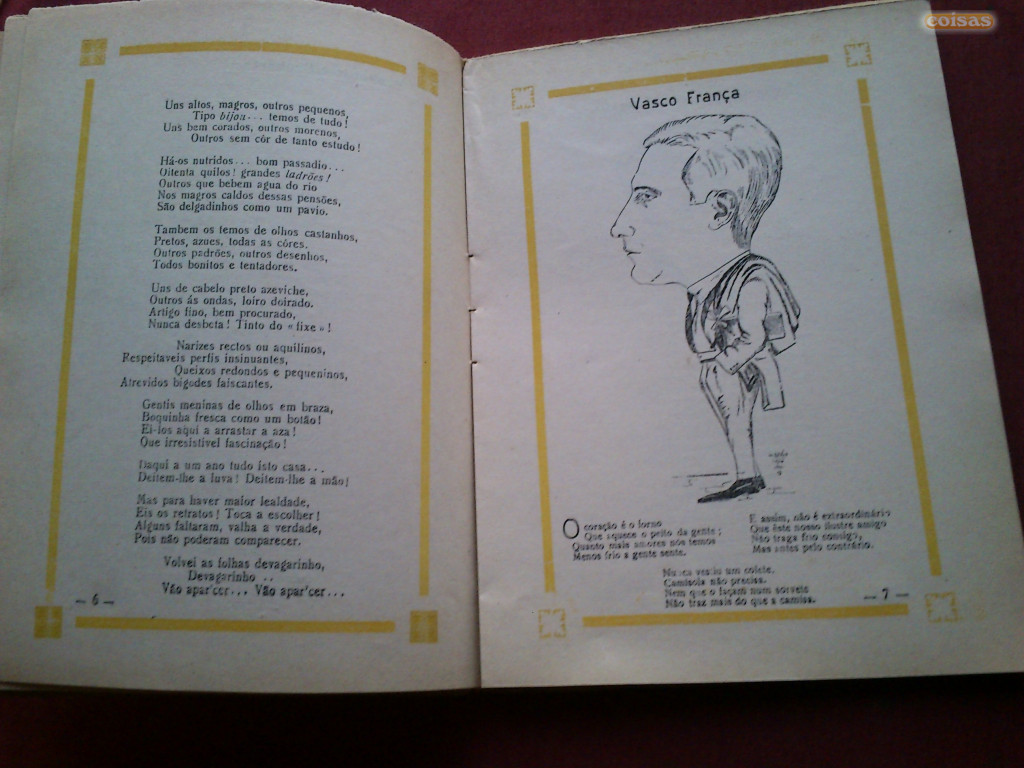 Uns altos, magros, outros pequenos,
Tipo bijou... temos de tudo!
Uns bem corados, outros morenos,
Outros sem côr de tanto estudo!
Há-os nutridos... bom passadio...
Oitenta quilos! grandes ladrões!
Outros que bebem agua do rio
Nos magros caldos dessas pensões,
São delgadinhos como um pavio.
Tambem os temos de olhos castanhos,
Pretos, azues, todas as côres.
Outros padrões, outros desenhos,
Todos bonitos e tentadores.
Uns de cabelo preto azeviche,
Outros ás ondas, loiro doirado.
Artigo fino, bem procurado,
Nunca desbota! Tinto do «fixe»!
Narizes rectos ou aquilinos,
Respeitaveis perfis insinuantes,
Queixos redondos e pequeninos,
Atrevidos bigodes faiscantes.
Gentis meninas de olhos em braza,
Boquinha fresca como um botão!
Ei-los aqui a arrastar a aza!
Que irresistivel fascinação!
Daqui a um ano tudo isto casa...
Deitem-lhe a luva! Deitem-lhe a mão!
Mas para haver maior lealdade,
Eis os retratos! Toca a escolher!
Alguns faltaram, valha a verdade,
Pois não poderam comparecer.
Volvei as folhas devagarinho,
Devagarinho ..
Vão apar'cer... Vão apar'cer...
— 6 —
Vasco França
O coração é o forno
Que aquece o peito da gente;
Quanto mais amores nós temos
Menos frio a gente sente.
E assim, não é extraordinário
Que êste nosso ilustre amigo
Não traga frio consigo,
Mas antes pelo contrário.
Nunca vestiu um colete,
Camisola não precisa,
Nem que o façam num sorvete
Não traz mais do que a camisa.
— 7 —
coisas